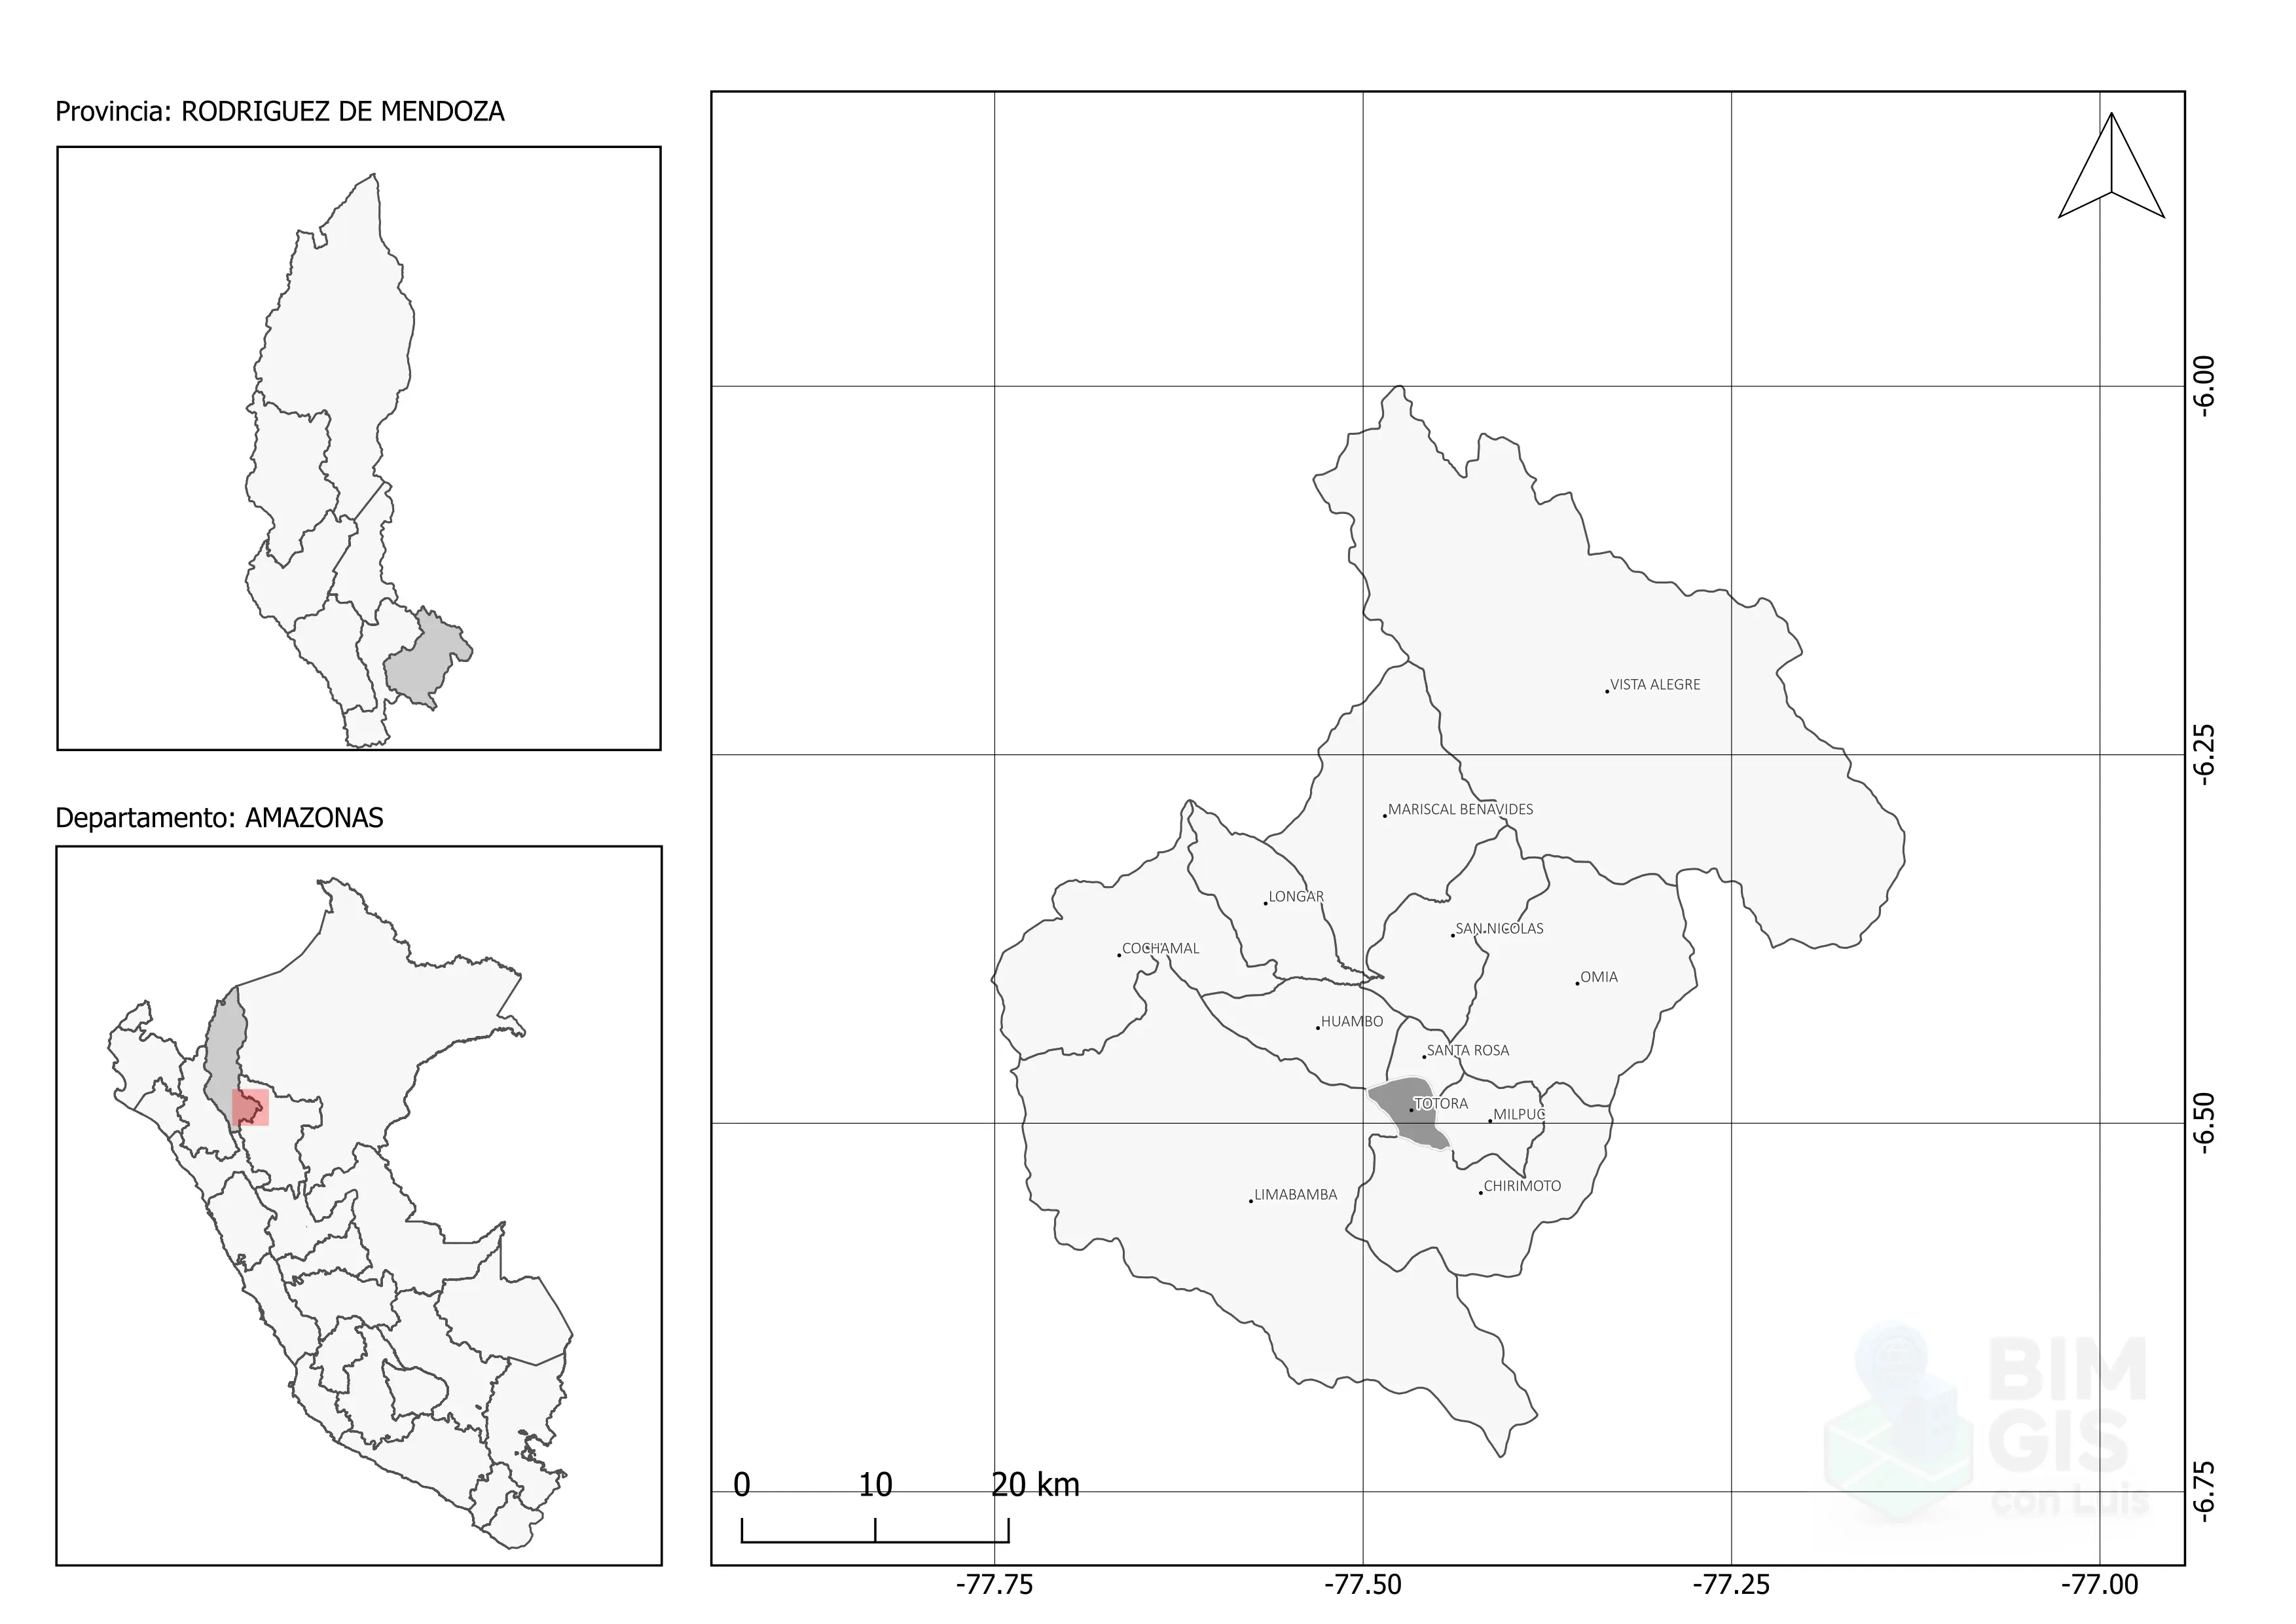 Provincia: RODRIGUEZ DE MENDOZA
Departamento: AMAZONAS
VISTA ALEGRE
MARISCAL BENAVIDES
LONGAR
SAN NICOLAS
COCHAMAL
OMIA
HUAMBO
SANTA ROSA
TOTORA
MILPUC
CHIRIMOTO
LIMABAMBA
-6.00
-6.25
-6.50
-6.75
0 10 20 km
-77.75 -77.50 -77.25 -77.00
BIM
GIS
con Luis